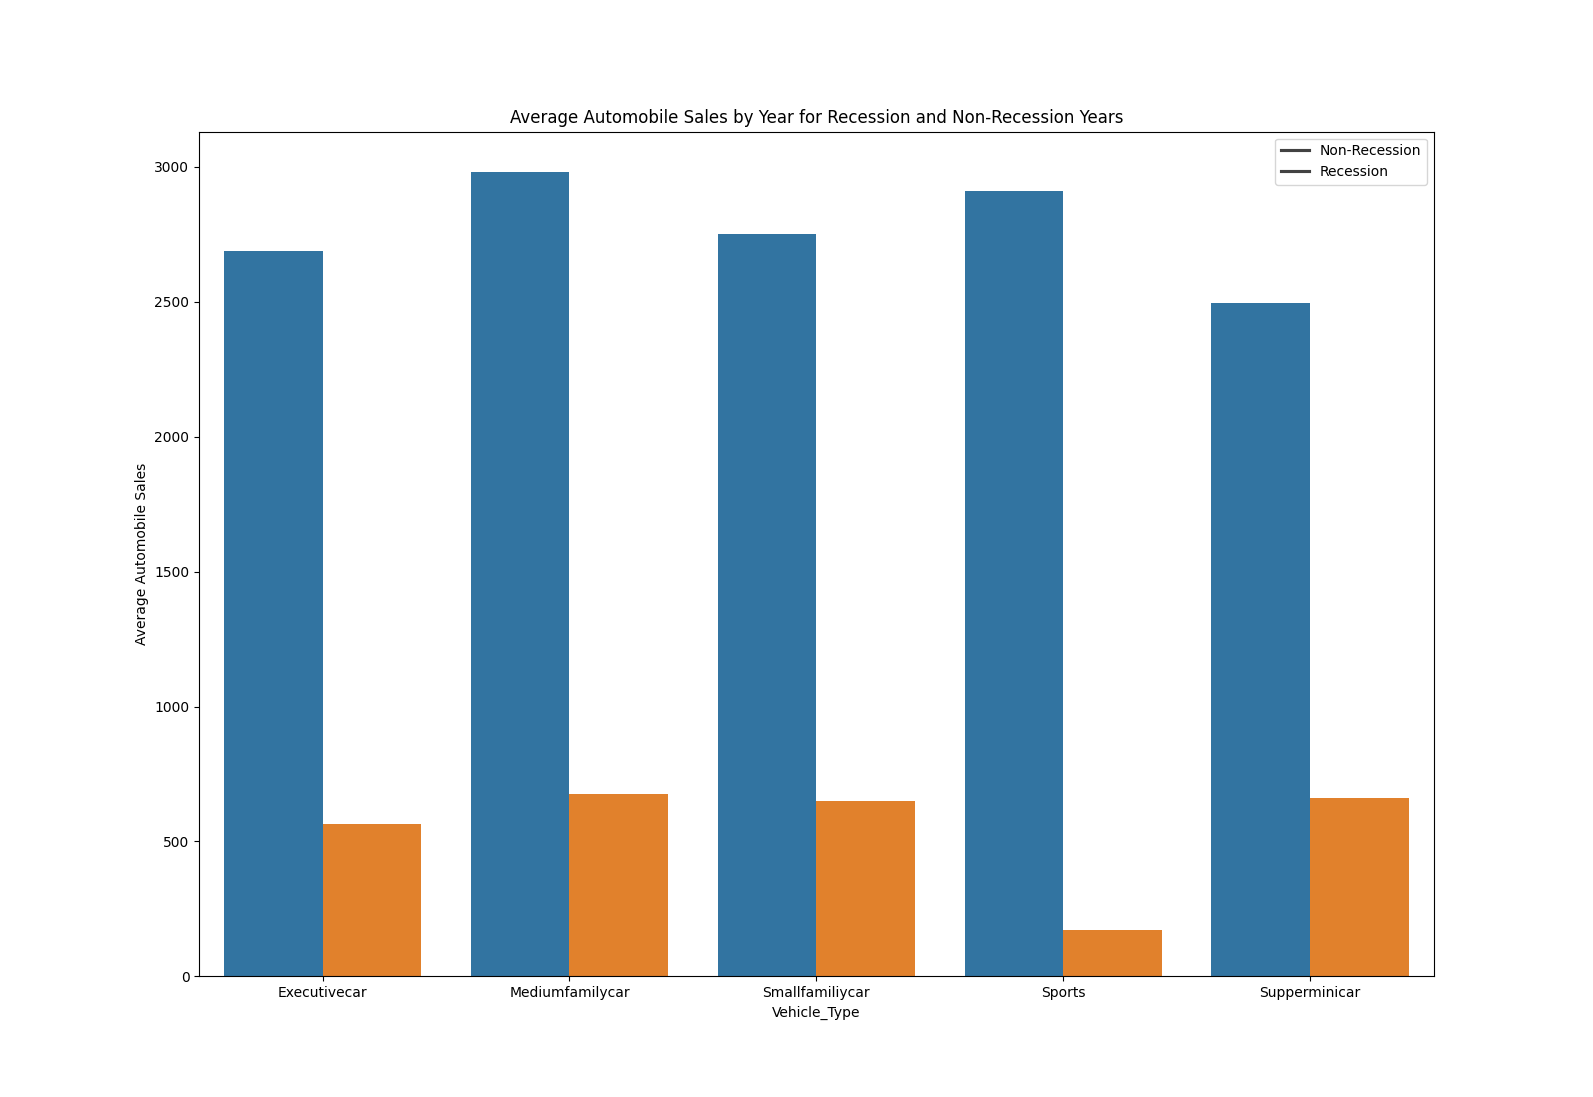 Average Automobile Sales by Year for Recession and Non-Recession Years
Non-Recession
Recession
3000
2500
2000
1500
1000
500
0
Average Automobile Sales
Executivecar
Mediumfamilycar
Smallfamiliycar
Sports
Supperminicar
Vehicle_Type